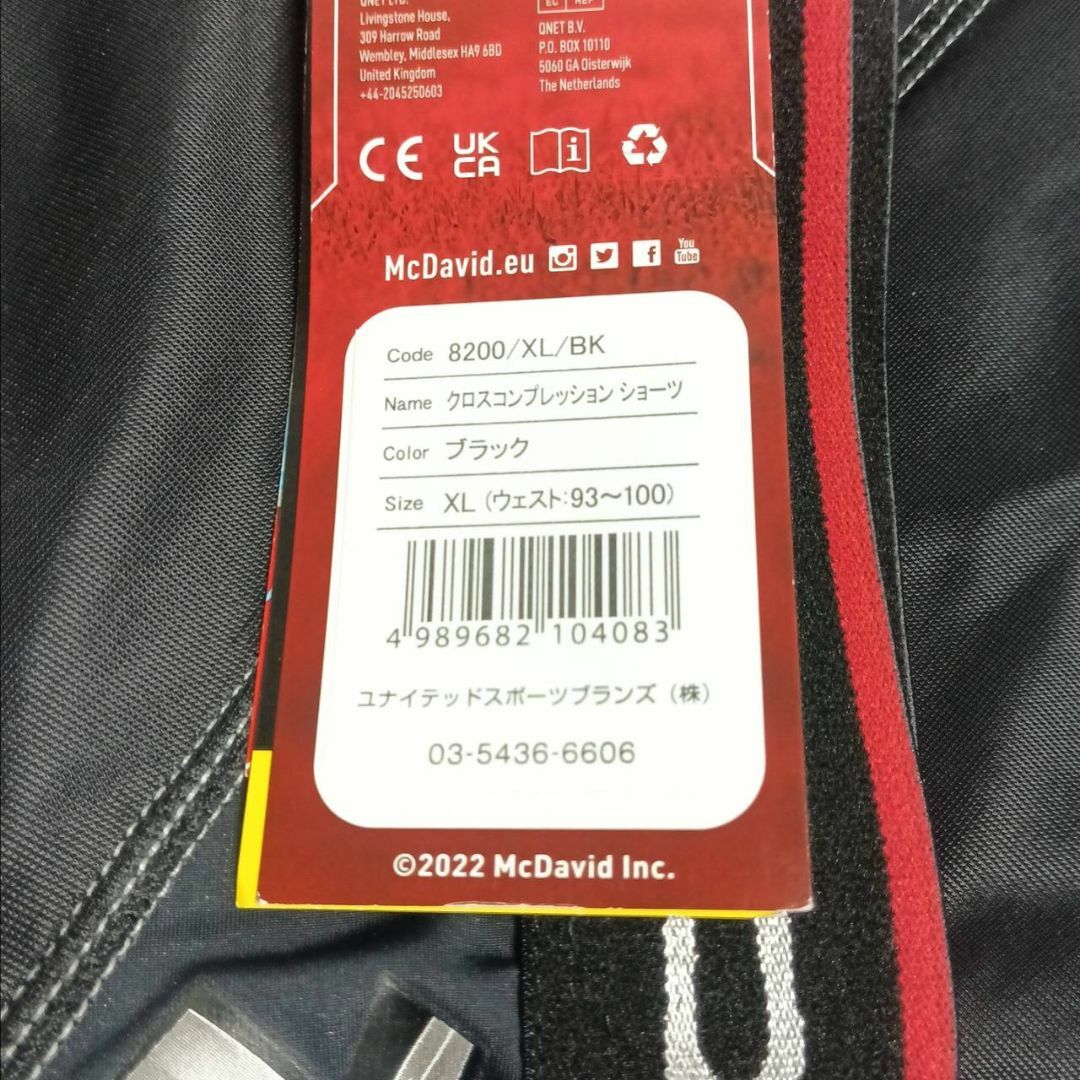 QNET LTD.
Livingstone House,
309 Harrow Road
Wembley, Middlesex HA9 6BD
United Kingdom
+44-2045250603
EC REP
QNET B.V.
P.O. BOX 10110
5060 GA Oisterwijk
The Netherlands
CE UK CA i
McDavid.eu You Tube
Code 8200/XL/BK
Name クロスコンプレッション ショーツ
Color ブラック
Size XL (ウェスト:93〜100)
4 989682 104083
ユナイテッドスポーツブランズ（株）
03-5436-6606
©2022 McDavid Inc.